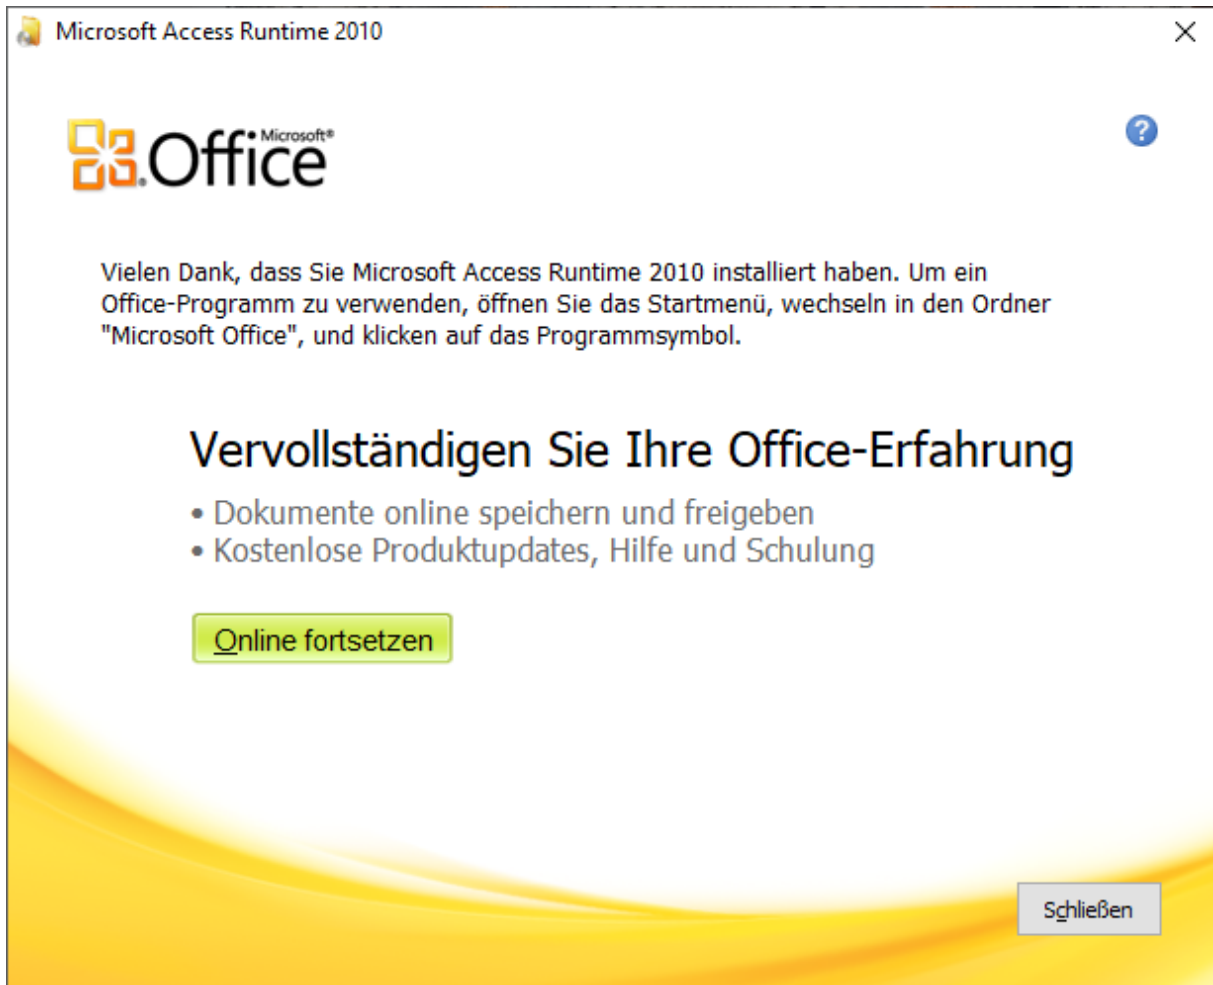 Microsoft Access Runtime 2010
Microsoft®
Office
?
Vielen Dank, dass Sie Microsoft Access Runtime 2010 installiert haben. Um ein
Office-Programm zu verwenden, öffnen Sie das Startmenü, wechseln in den Ordner
"Microsoft Office", und klicken auf das Programmsymbol.
Vervollständigen Sie Ihre Office-Erfahrung
• Dokumente online speichern und freigeben
• Kostenlose Produktupdates, Hilfe und Schulung
Online fortsetzen
Schließen